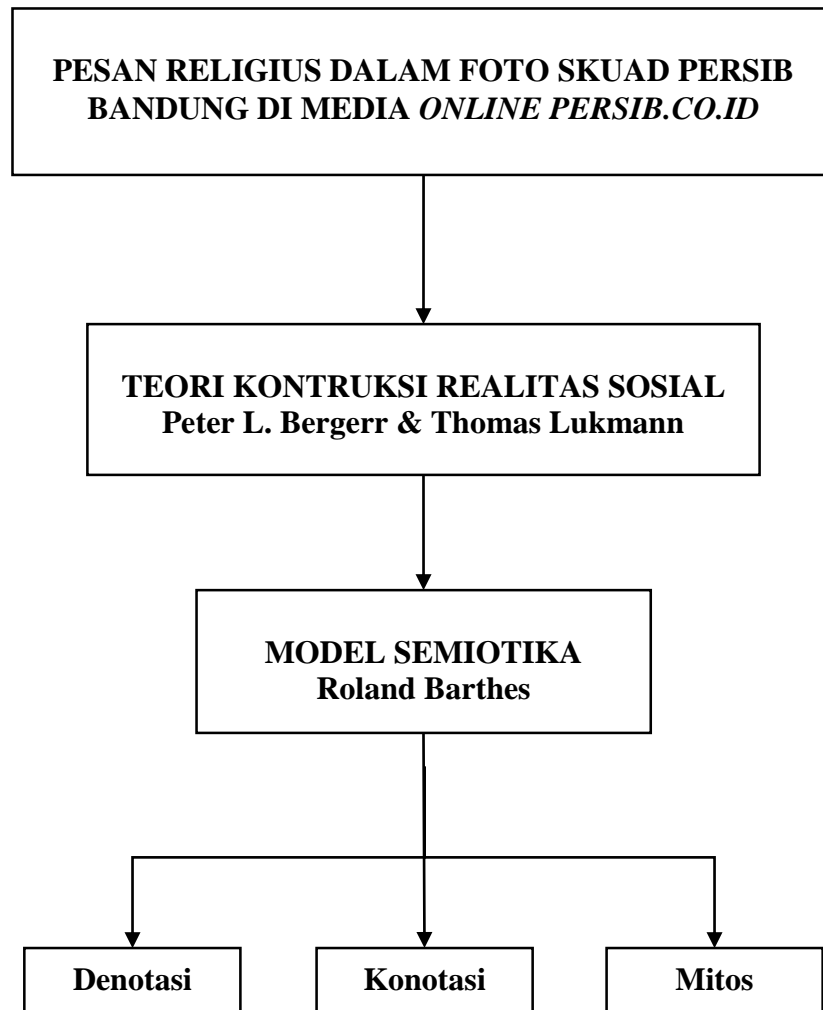 PESAN RELIGIUS DALAM FOTO SKUAD PERSIB
BANDUNG DI MEDIA ONLINE PERSIB.CO.ID
TEORI KONTRUKSI REALITAS SOSIAL
Peter L. Bergerr & Thomas Lukmann
MODEL SEMIOTIKA
Roland Barthes
Denotasi
Konotasi
Mitos